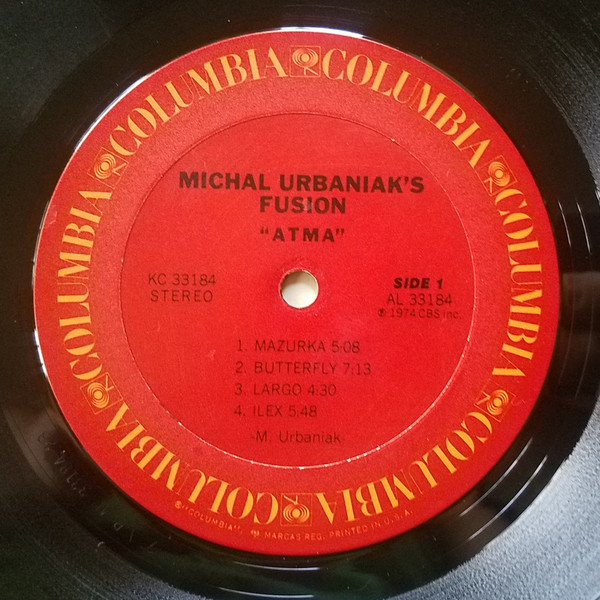 COLUMBIA COLUMBIA COLUMBIA COLUMBIA COLUMBIA COLUMBIA
MICHAL URBANIAK'S
FUSION
"ATMA"
KC 33184
STEREO
SIDE 1
AL 33184
℗ 1974 CBS Inc.
1. MAZURKA 5:08
2. BUTTERFLY 7:13
3. LARGO 4:30
4. ILEX 5:48
-M. Urbaniak-
®"COLUMBIA", MARCAS REG. PRINTED IN U.S.A.